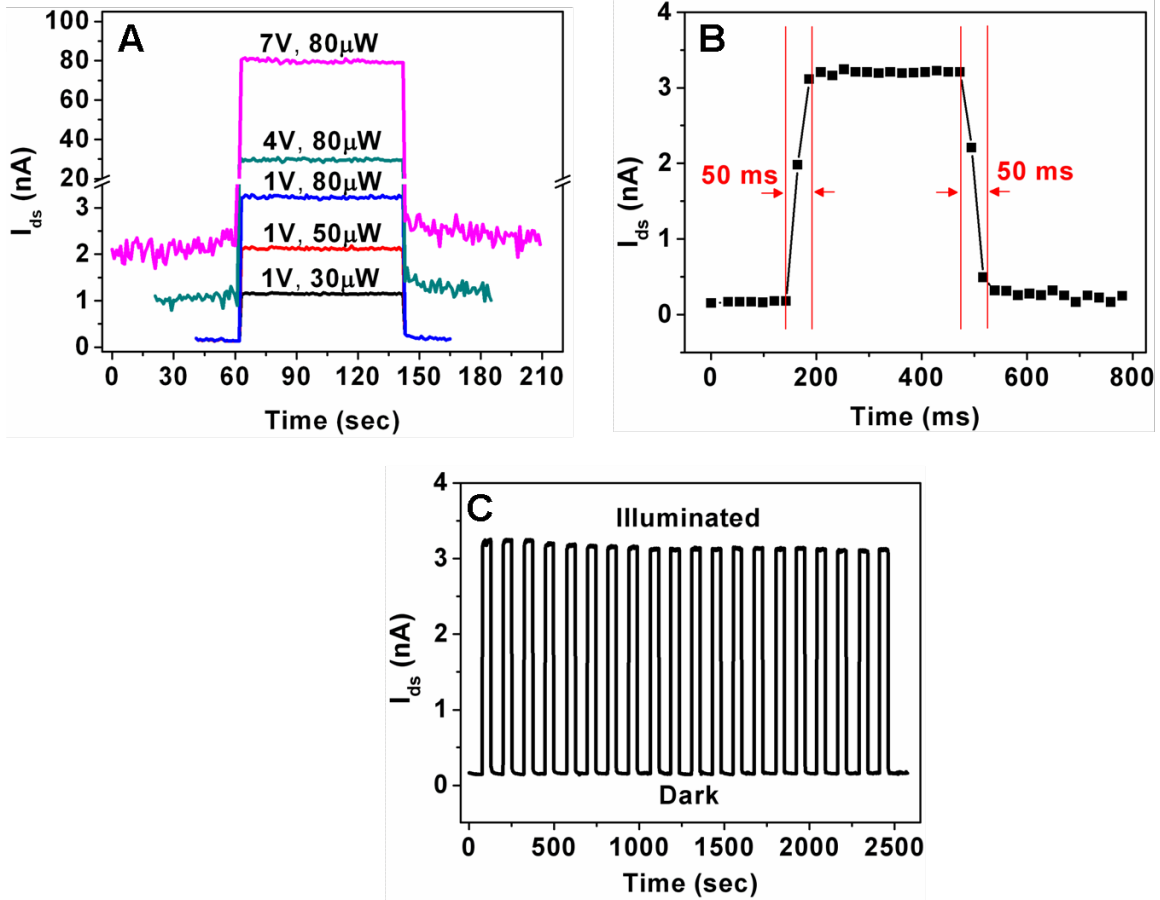 A
100
80
60
40
20
3
2
1
0
I_ds (nA)
7V, 80μW
4V, 80μW
1V, 80μW
1V, 50μW
1V, 30μW
0 30 60 90 120 150 180 210
Time (sec)
B
4
3
2
1
0
I_ds (nA)
50 ms
50 ms
0 200 400 600 800
Time (ms)
C
4
3
2
1
0
I_ds (nA)
Illuminated
Dark
0 500 1000 1500 2000 2500
Time (sec)